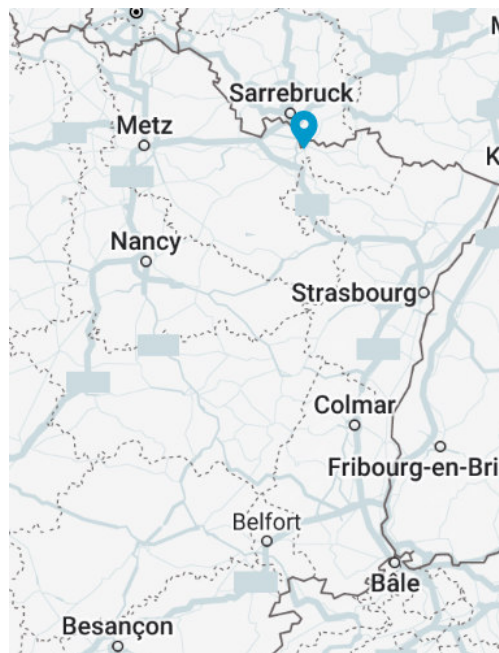 M
Sarrebruck
Metz
K
Nancy
Strasbourg
Colmar
Fribourg-en-Bri
Belfort
Bâle
Besançon